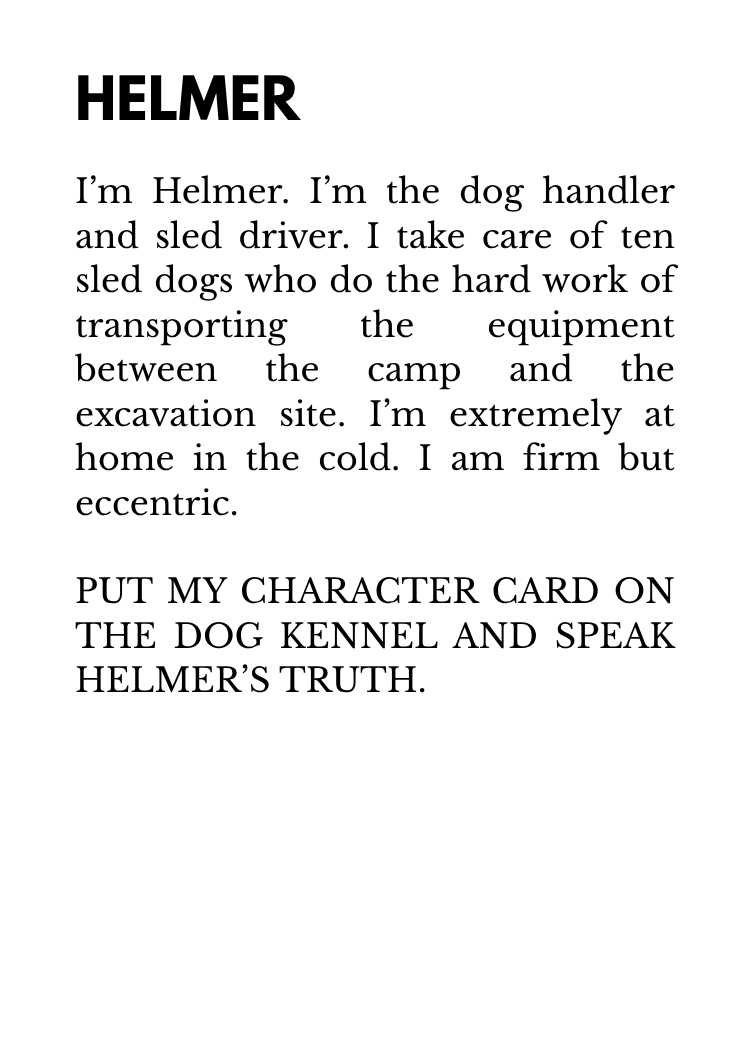 HELMER
I’m Helmer. I’m the dog handler
and sled driver. I take care of ten
sled dogs who do the hard work of
transporting the equipment
between the camp and the
excavation site. I’m extremely at
home in the cold. I am firm but
eccentric.
PUT MY CHARACTER CARD ON
THE DOG KENNEL AND SPEAK
HELMER’S TRUTH.